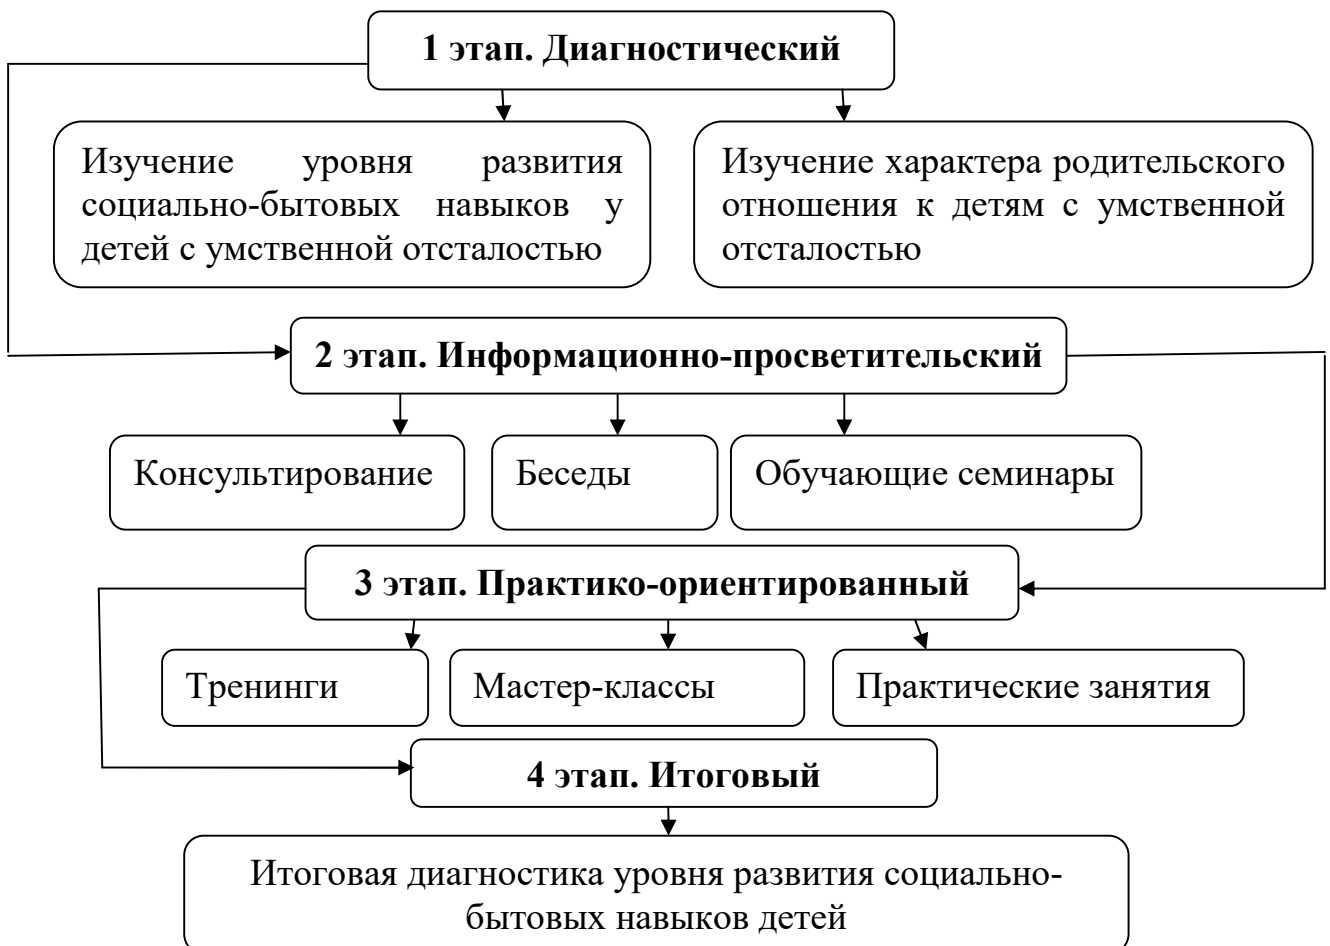 1 этап. Диагностический
Изучение уровня развития
социально-бытовых навыков у
детей с умственной отсталостью
Изучение характера родительского
отношения к детям с умственной
отсталостью
2 этап. Информационно-просветительский
Консультирование
Беседы
Обучающие семинары
3 этап. Практико-ориентированный
Тренинги
Мастер-классы
Практические занятия
4 этап. Итоговый
Итоговая диагностика уровня развития социально-
бытовых навыков детей